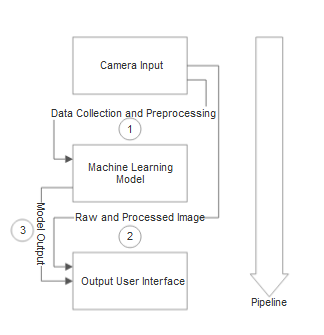 Camera Input
Data Collection and Preprocessing
1
Machine Learning
Model
Model Output
3
Raw and Processed Image
2
Output User Interface
Pipeline